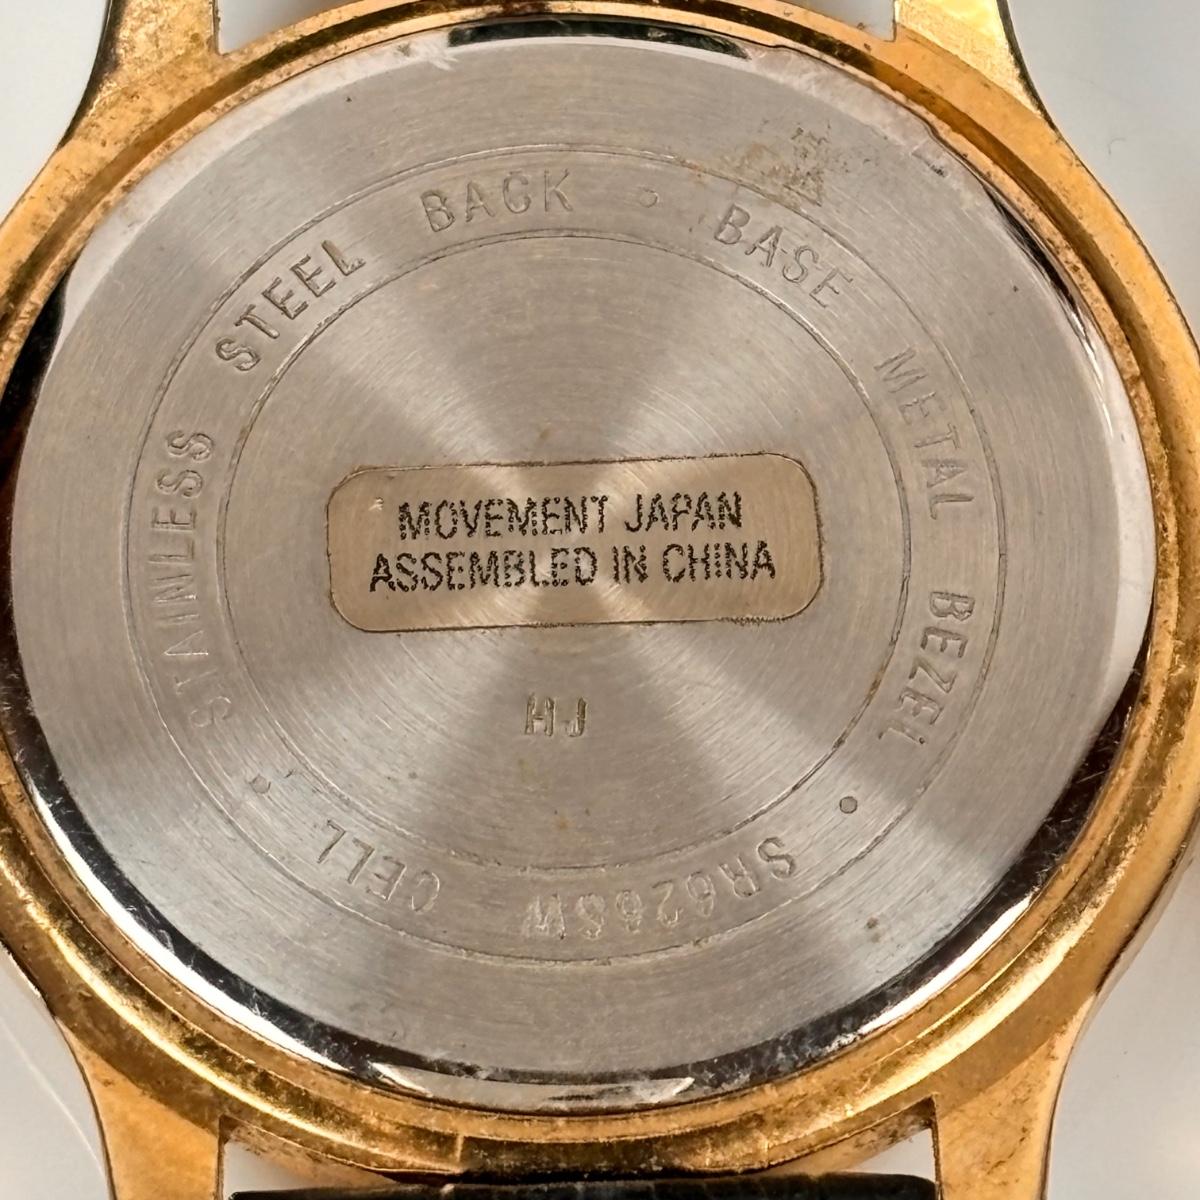 STAINLESS STEEL BACK • BASE METAL BEZEL • SR626SW CELL •
MOVEMENT JAPAN
ASSEMBLED IN CHINA
HJ